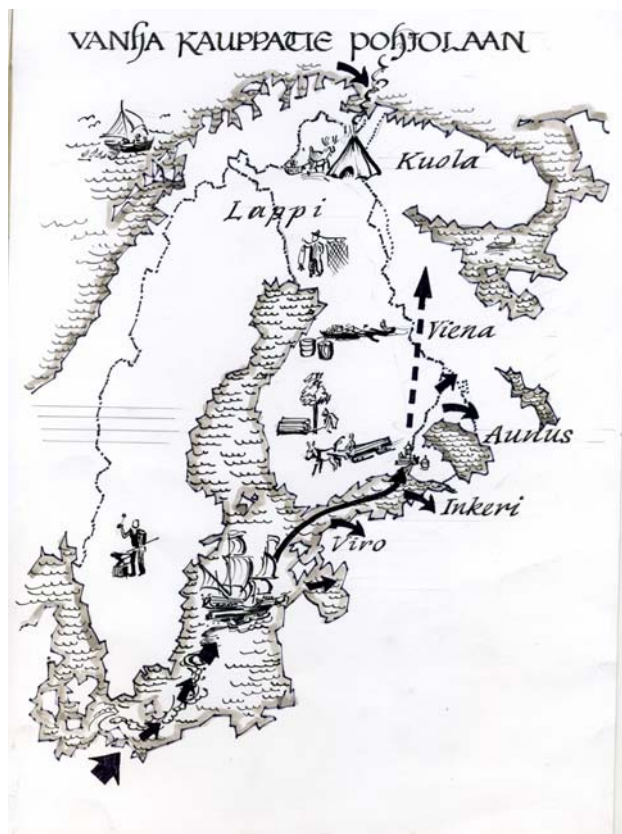 VANHA KAUPPATIE POHJOLAAN
Kuola
Lappi
Viena
Aunus
Inkeri
Viro